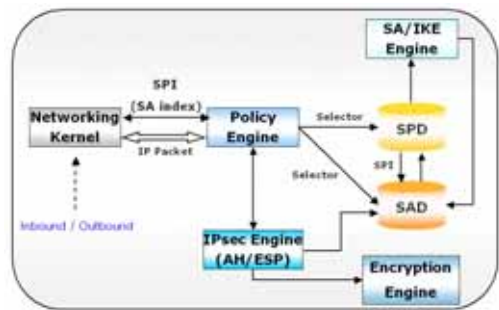 SA/IKE
Engine
SPI
(SA index)
Networking
Kernel
Policy
Engine
IP Packet
Selector
SPD
SPI
Selector
SAD
Inbound / Outbound
IPsec Engine
(AH/ESP)
Encryption
Engine